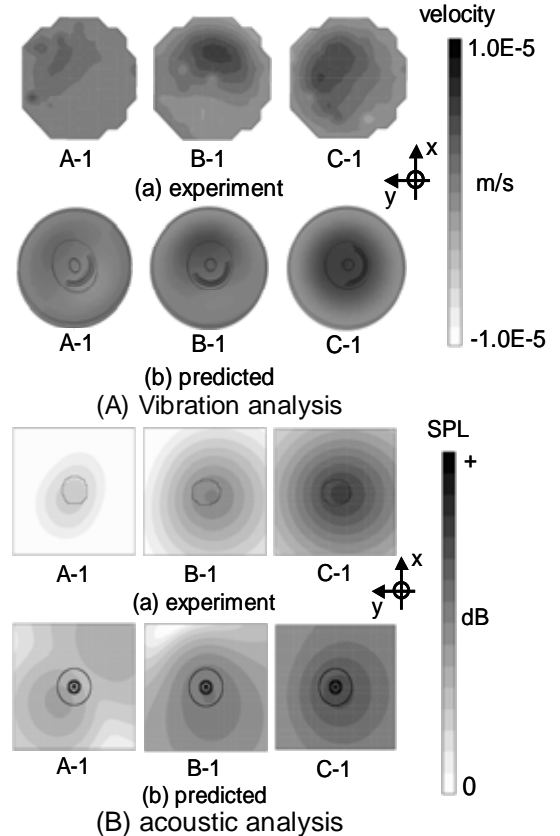 velocity
1.0E-5
A-1 B-1 C-1
x
(a) experiment
y
m/s
A-1 B-1 C-1
-1.0E-5
(b) predicted
(A) Vibration analysis
SPL
+
A-1 B-1 C-1
x
(a) experiment
y
dB
A-1 B-1 C-1
0
(b) predicted
(B) acoustic analysis